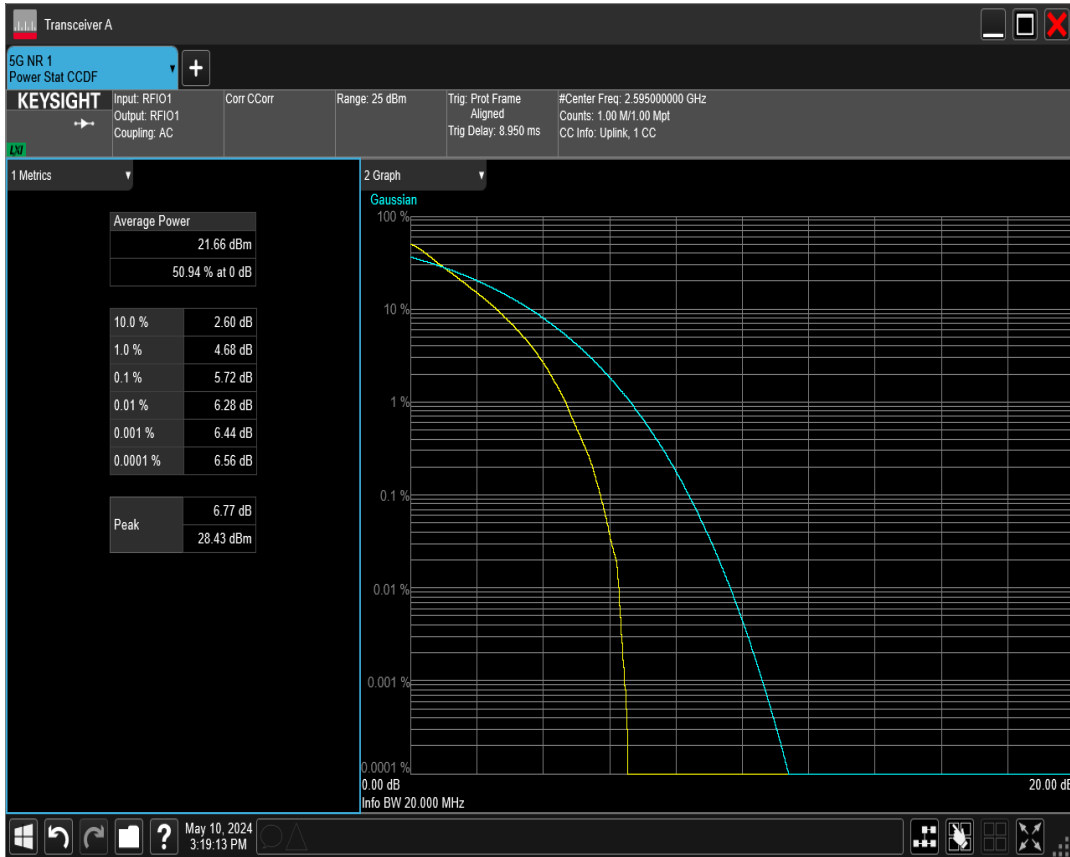 Transceiver A
5G NR 1
Power Stat CCDF
KEYSIGHT
LXI
Input: RFIO1
Output: RFIO1
Coupling: AC
Corr CCorr
Range: 25 dBm
Trig: Prot Frame
Aligned
Trig Delay: 8.950 ms
#Center Freq: 2.595000000 GHz
Counts: 1.00 M/1.00 Mpt
CC Info: Uplink, 1 CC
1 Metrics
Average Power
21.66 dBm
50.94 % at 0 dB
10.0 % 2.60 dB
1.0 % 4.68 dB
0.1 % 5.72 dB
0.01 % 6.28 dB
0.001 % 6.44 dB
0.0001 % 6.56 dB
Peak 6.77 dB
28.43 dBm
2 Graph
Gaussian
100 %
10 %
1 %
0.1 %
0.01 %
0.001 %
0.0001 %
0.00 dB 20.00 dB
Info BW 20.000 MHz
? May 10, 2024
3:19:13 PM